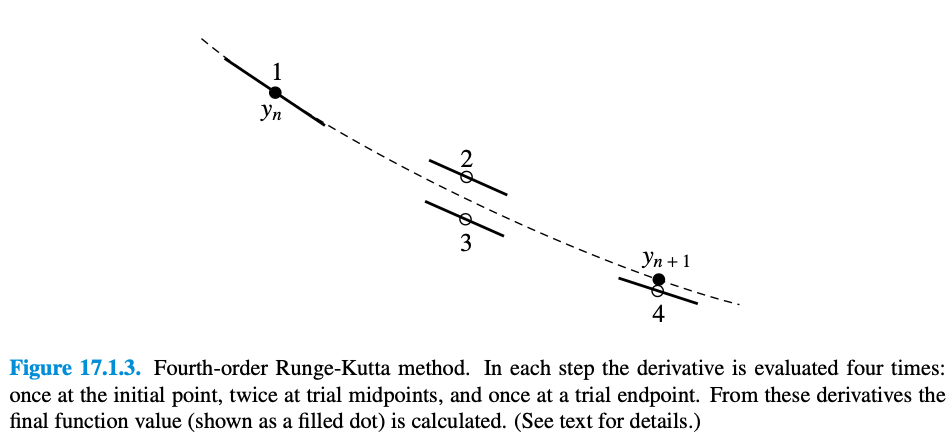 1
yn
2
3
yn + 1
4
Figure 17.1.3. Fourth-order Runge-Kutta method. In each step the derivative is evaluated four times:
once at the initial point, twice at trial midpoints, and once at a trial endpoint. From these derivatives the
final function value (shown as a filled dot) is calculated. (See text for details.)